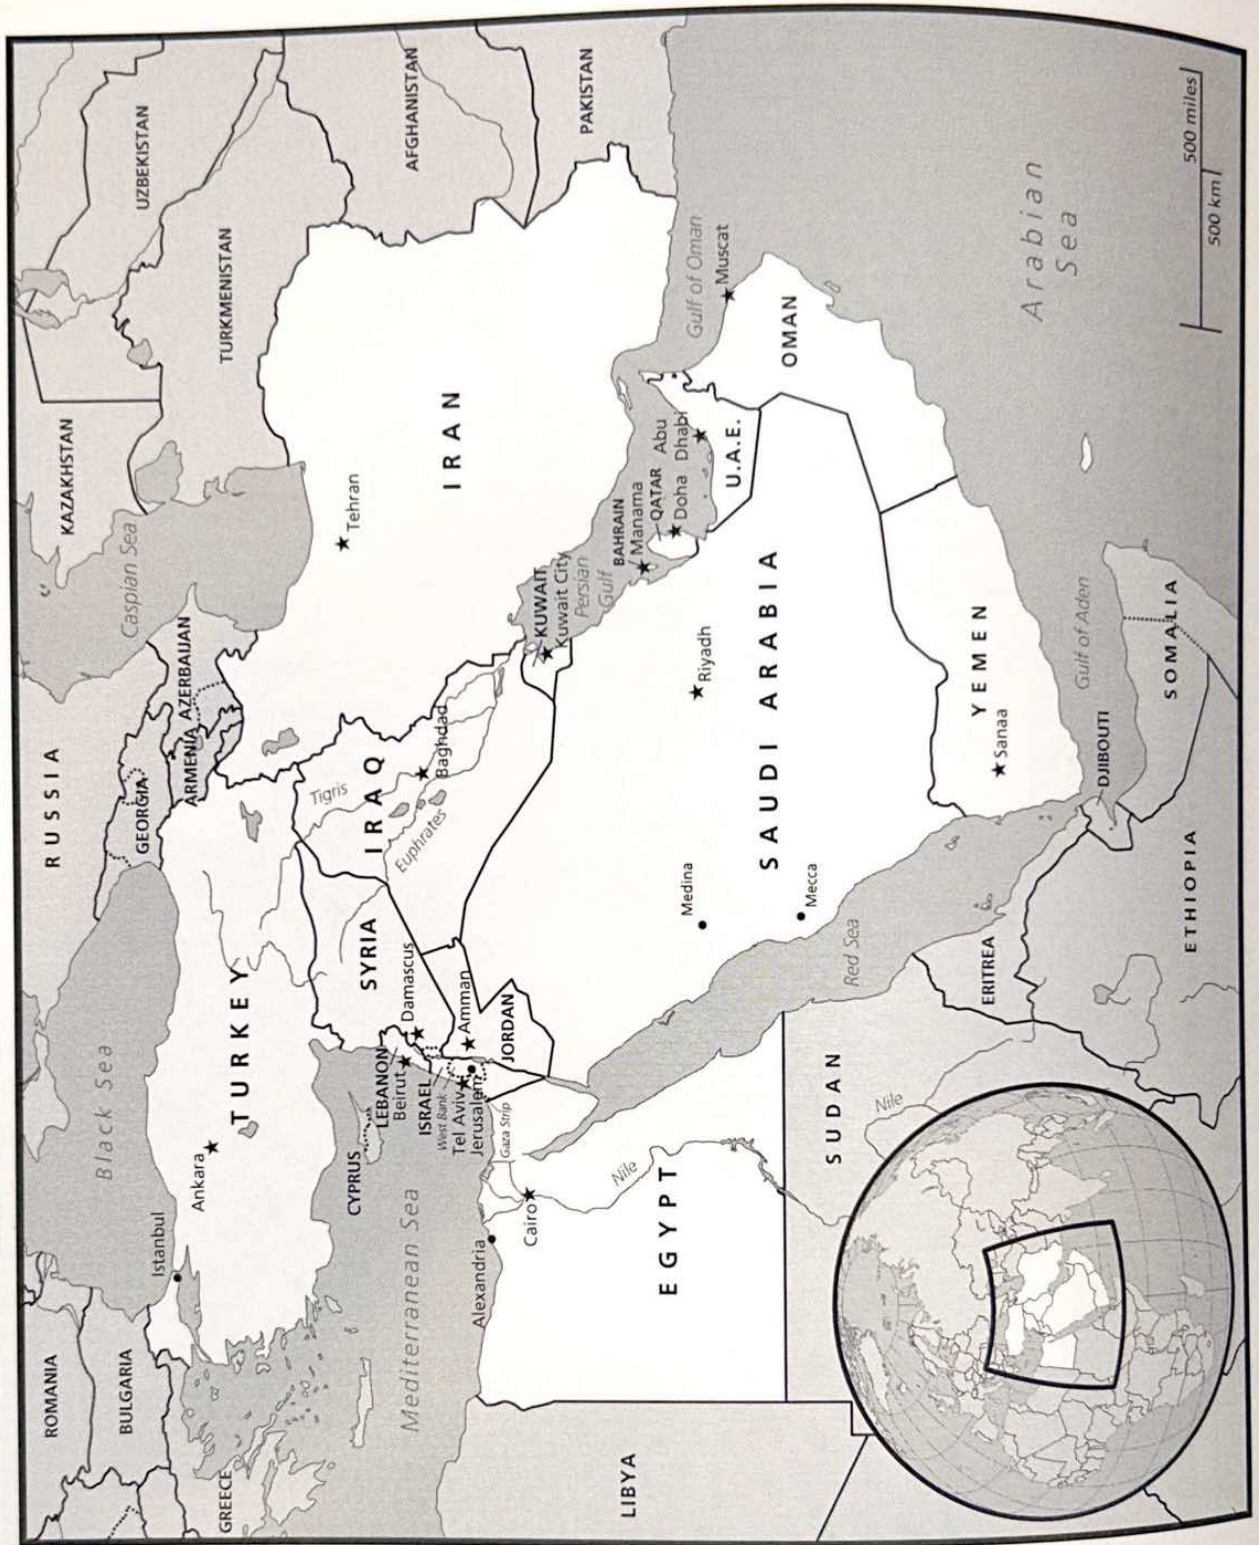 RUSSIA
KAZAKHSTAN
UZBEKISTAN
TURKMENISTAN
AFGHANISTAN
PAKISTAN
ROMANIA
BULGARIA
GREECE
Black Sea
Caspian Sea
GEORGIA
ARMENIA
AZERBAIJAN
Istanbul
Ankara
TURKEY
CYPRUS
Mediterranean Sea
SYRIA
Damascus
LEBANON
Beirut
ISRAEL
West Bank
Tel Aviv
Jerusalem
Gaza Strip
Amman
JORDAN
Tigris
IRAQ
Euphrates
Baghdad
Tehran
IRAN
KUWAIT
Kuwait City
Persian
Gulf
BAHRAIN
Manama
QATAR
Doha
Abu
Dhabi
U.A.E.
Gulf of Oman
Muscat
OMAN
Alexandria
Cairo
Nile
EGYPT
LIBYA
Medina
Mecca
Riyadh
SAUDI ARABIA
Red Sea
YEMEN
Sanaa
Gulf of Aden
Arabian
Sea
SUDAN
Nile
ERITREA
DJIBOUTI
ETHIOPIA
SOMALIA
500 miles
500 km